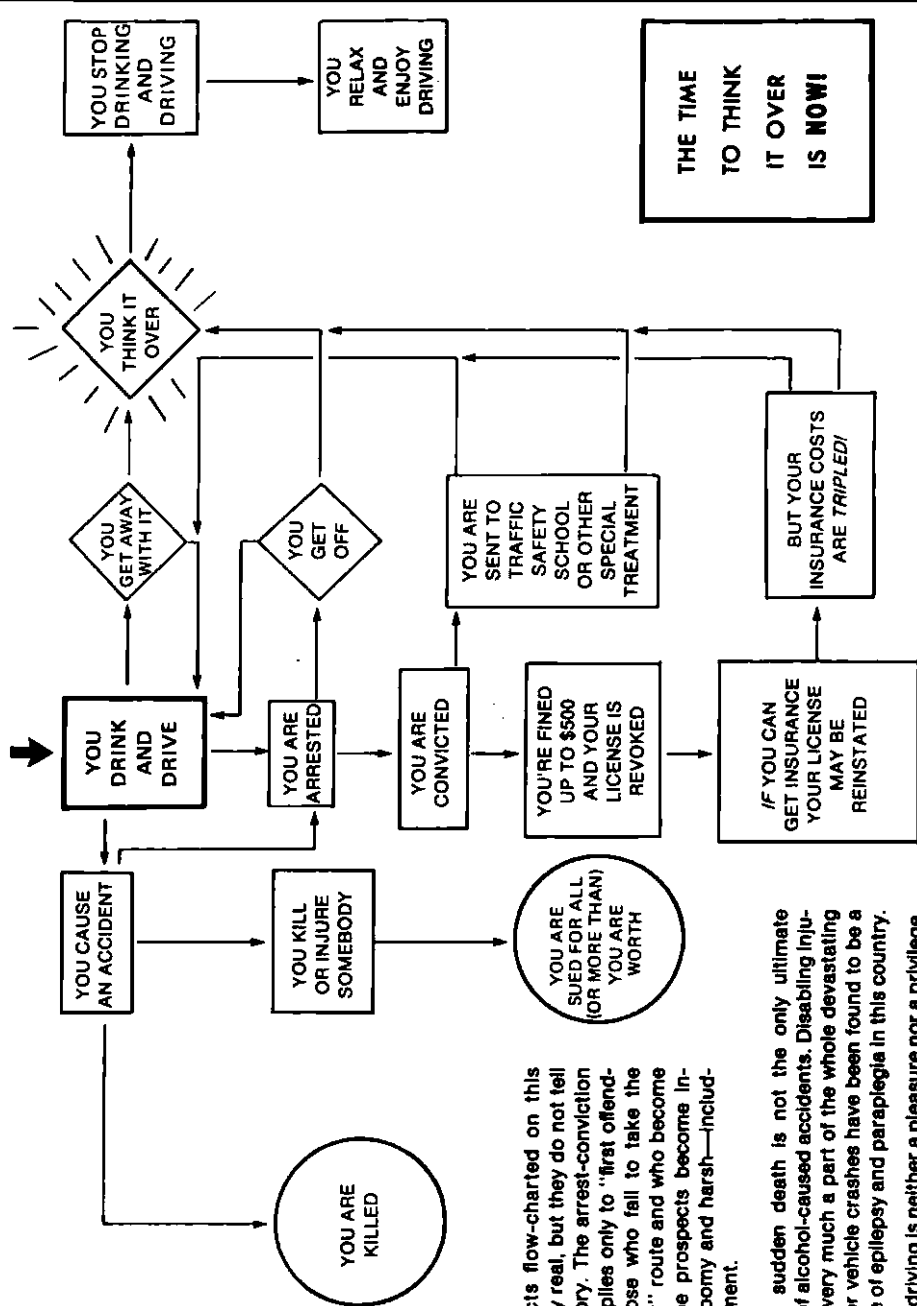 YOU
DRINK
AND
DRIVE
YOU
GET AWAY
WITH IT
YOU
THINK IT
OVER
YOU STOP
DRINKING
AND
DRIVING
YOU
RELAX
AND
ENJOY
DRIVING
YOU CAUSE
AN ACCIDENT
YOU ARE
ARRESTED
YOU
GET
OFF
YOU ARE
KILLED
YOU KILL
OR INJURE
SOMEBODY
YOU ARE
CONVICTED
YOU ARE
SENT TO
TRAFFIC
SAFETY
SCHOOL
OR OTHER
SPECIAL
TREATMENT
YOU ARE
SUED FOR ALL
(OR MORE THAN)
YOU ARE
WORTH
YOU'RE FINED
UP TO $500
AND YOUR
LICENSE IS
REVOKED
IF YOU CAN
GET INSURANCE
YOUR LICENSE
MAY BE
REINSTATED
BUT YOUR
INSURANCE COSTS
ARE TRIPLED!
THE TIME
TO THINK
IT OVER
IS NOW!
cts flow-charted on this
y real, but they do not tell
ory. The arrest-conviction
plies only to "first offend-
ose who fail to take the
" route and who become
e prospects become in-
oomy and harsh—includ-
ment.
sudden death is not the only ultimate
f alcohol-caused accidents. Disabling inju-
very much a part of the whole devastating
or vehicle crashes have been found to be a
of epilepsy and paraplegia in this country.
driving is neither a pleasure nor a privilege